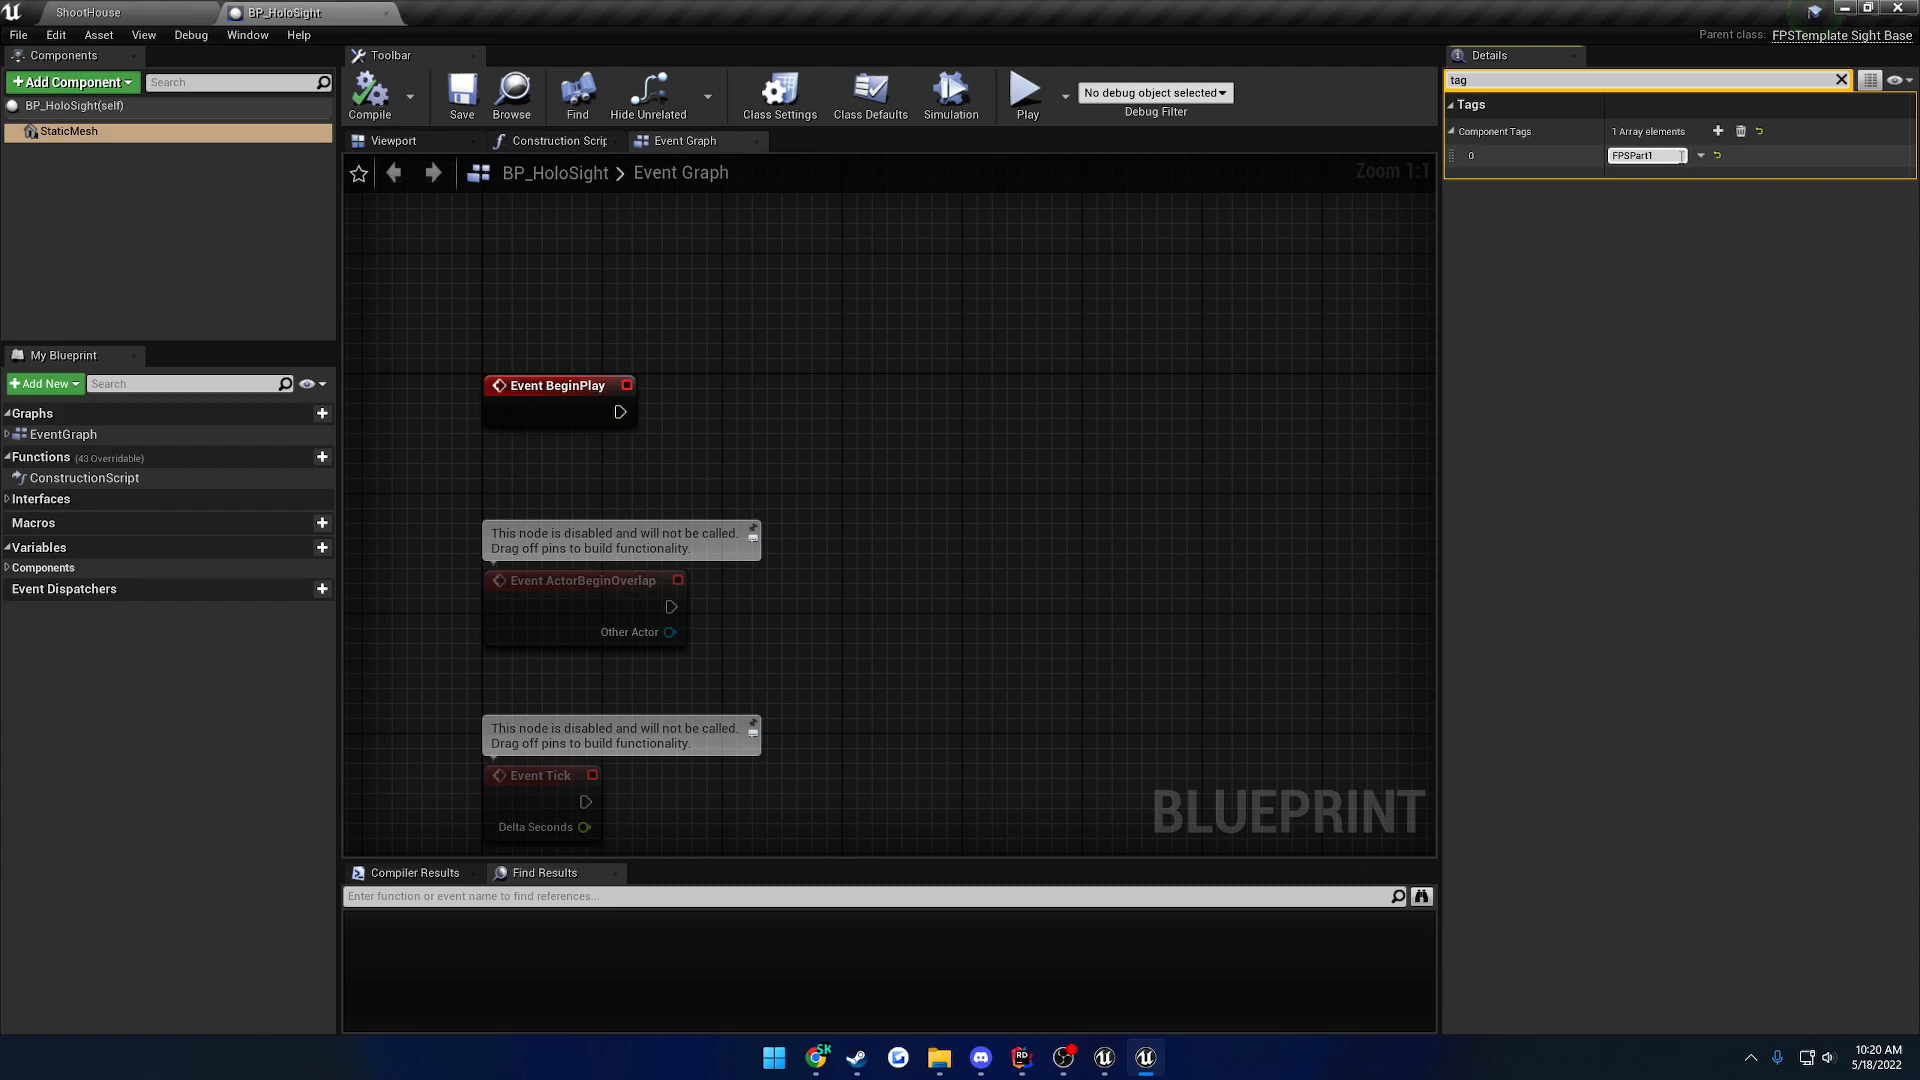 ShootHouse
BP_HoloSight
File Edit Asset View Debug Window Help
Parent class: FPSTemplate Sight Base
Components
+Add Component
Search
BP_HoloSight(self)
StaticMesh
My Blueprint
+Add New
Search
Graphs
EventGraph
Functions (43 Overridable)
ConstructionScript
Interfaces
Macros
Variables
Components
Event Dispatchers
Toolbar
Compile
Save
Browse
Find
Hide Unrelated
Class Settings
Class Defaults
Simulation
Play
No debug object selected
Debug Filter
Viewport
Construction Scrip
Event Graph
BP_HoloSight > Event Graph
Zoom 1:1
Event BeginPlay
This node is disabled and will not be called.
Drag off pins to build functionality.
Event ActorBeginOverlap
Other Actor
This node is disabled and will not be called.
Drag off pins to build functionality.
Event Tick
Delta Seconds
BLUEPRINT
Compiler Results
Find Results
Enter function or event name to find references...
Details
tag
Tags
Component Tags
1 Array elements
0
FPSPart1
SK
RD
10:20 AM
5/18/2022